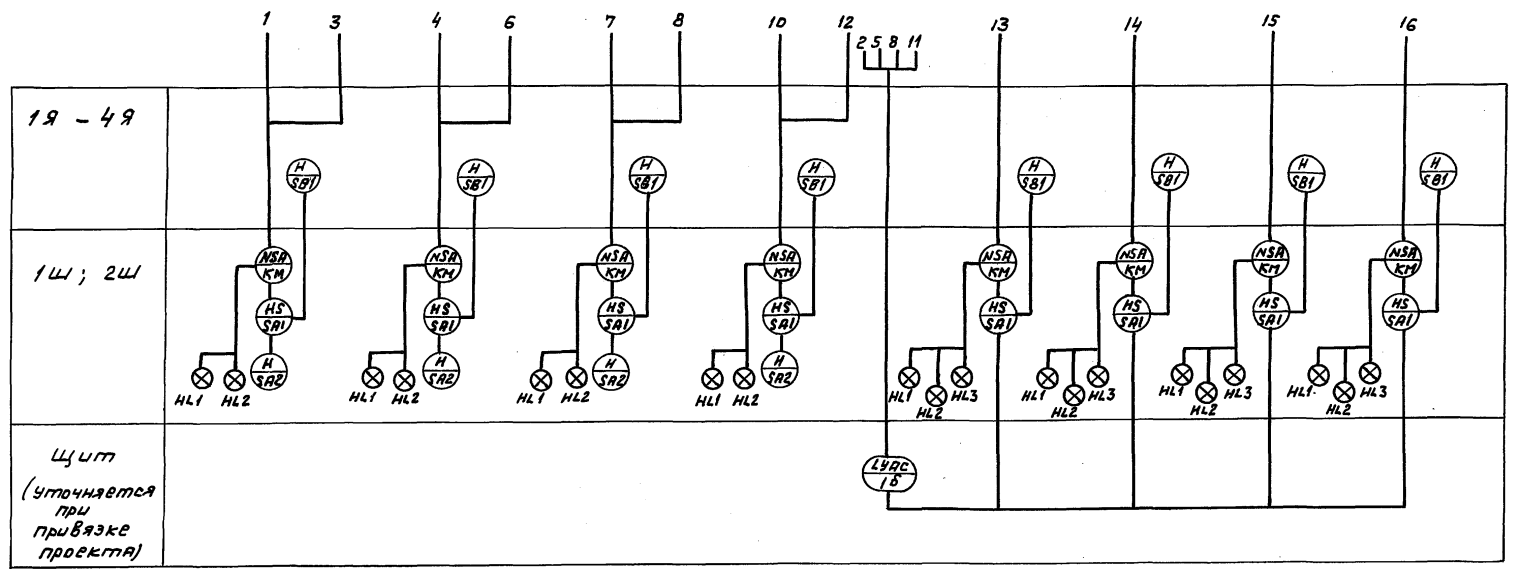 1 3 4 6 7 8 10 12 13 14 15 16
2 5 8 11
1Я - 4Я
H H H H H H H H
SB1 SB1 SB1 SB1 SB1 SB1 SB1 SB1
1Ш; 2Ш
NSA NSA NSA NSA NSA NSA NSA NSA
KM KM KM KM KM KM KM KM
HS HS HS HS HS HS HS HS
SA1 SA1 SA1 SA1 SA1 SA1 SA1 SA1
H H H H
SA2 SA2 SA2 SA2
HL1 HL2 HL1 HL2 HL1 HL2 HL1 HL2 HL1 HL3 HL1 HL3 HL1 HL3 HL1 HL3
HL2 HL2 HL2 HL2
Щит
(уточняется
при
привязке
проекта)
LYAC
1б